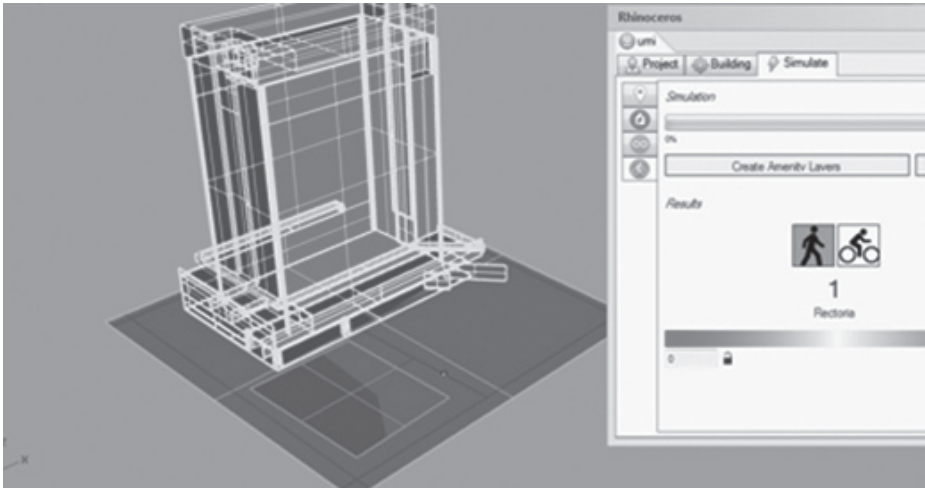 Rhinoceros
umi
Project Building Simulate
Simulation
0%
Create Amenity Layers
Results
1
Rectoria
0
x